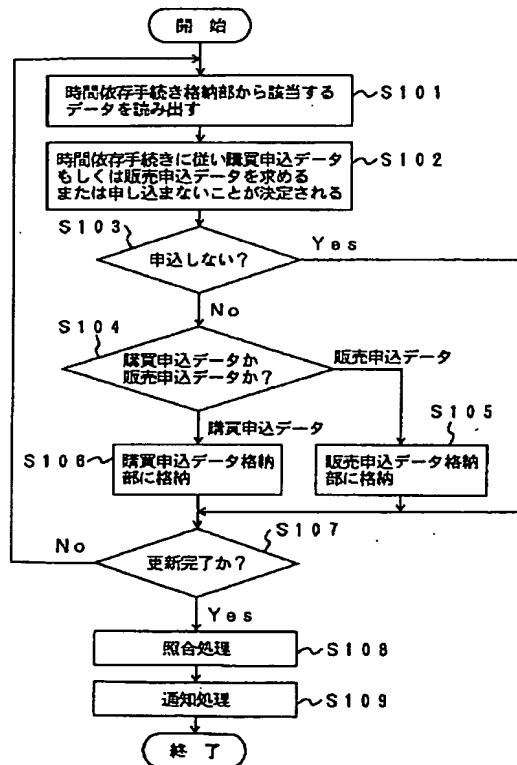 開始
時間依存手続き格納部から該当する
データを読み出す
S101
時間依存手続きに従い購買申込データ
もしくは販売申込データを求める
または申し込まないことが決定される
S102
S103
申込しない?
Yes
No
S104
購買申込データか
販売申込データか?
販売申込データ
購買申込データ
S105
販売申込データ格納
部に格納
S106
購買申込データ格納
部に格納
S107
更新完了か?
No
Yes
照合処理
S108
通知処理
S109
終了